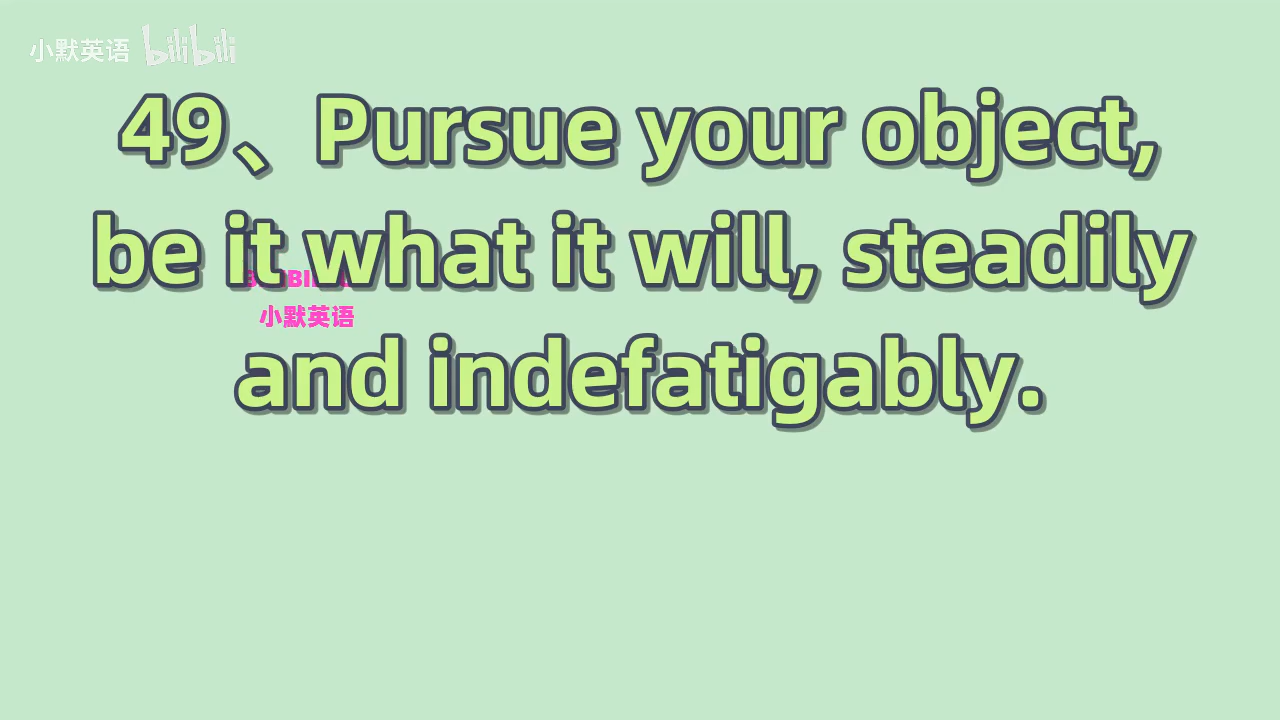 小默英语 bilibili
49、Pursue your object,
be it what it will, steadily
小默英语
and indefatigably.